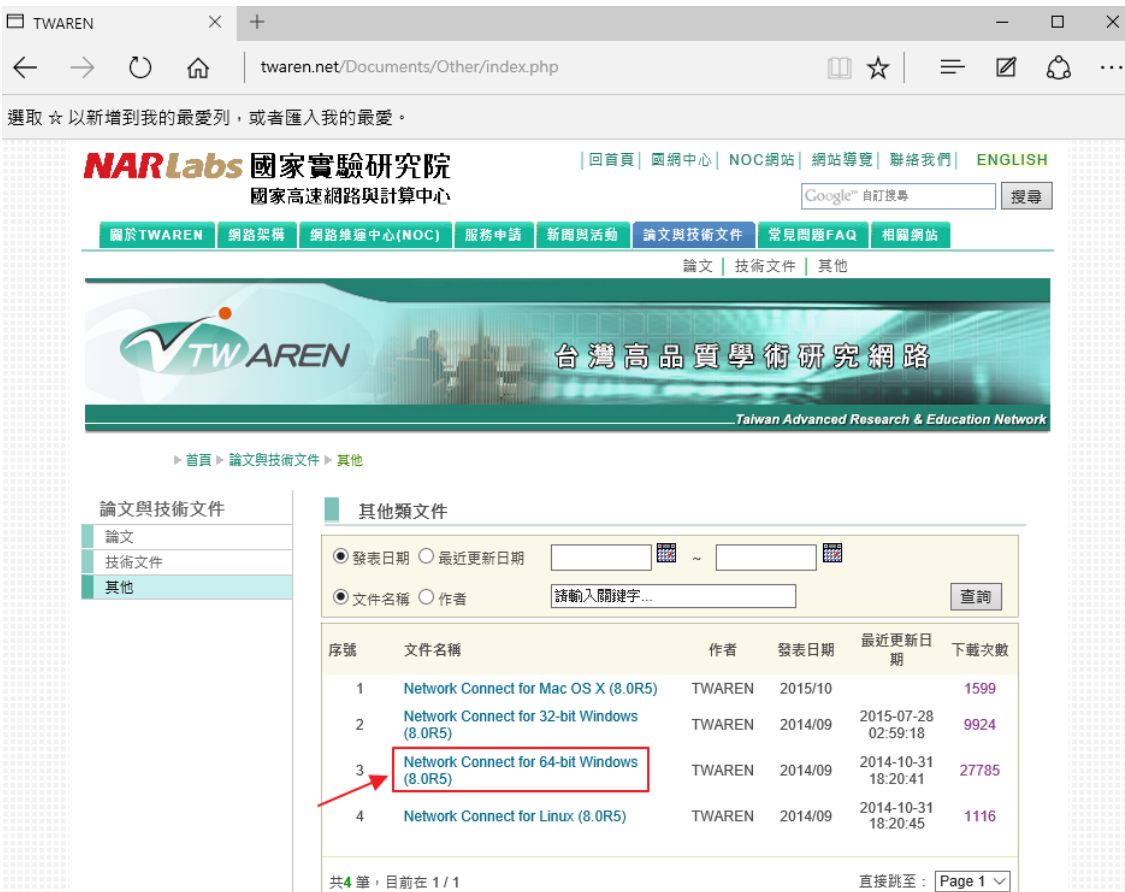 TWAREN
twaren.net/Documents/Other/index.php
選取 ☆ 以新增到我的最愛列，或者匯入我的最愛。
NARLabs 國家實驗研究院
國家高速網路與計算中心
回首頁 | 國網中心 | NOC網站 | 網站導覽 | 聯絡我們 | ENGLISH
Google™ 自訂搜尋 搜尋
關於TWAREN 網路架構 網路維運中心(NOC) 服務申請 新聞與活動 論文與技術文件 常見問題FAQ 相關網站
論文 | 技術文件 | 其他
TWAREN 台灣高品質學術研究網路
Taiwan Advanced Research & Education Network
首頁 論文與技術文件 其他
論文與技術文件
論文
技術文件
其他
其他類文件
發表日期 最近更新日期 ~
文件名稱 作者 請輸入關鍵字... 查詢
序號 文件名稱 作者 發表日期 最近更新日期 下載次數
1 Network Connect for Mac OS X (8.0R5) TWAREN 2015/10 1599
2 Network Connect for 32-bit Windows (8.0R5) TWAREN 2014/09 2015-07-28 02:59:18 9924
3 Network Connect for 64-bit Windows (8.0R5) TWAREN 2014/09 2014-10-31 18:20:41 27785
4 Network Connect for Linux (8.0R5) TWAREN 2014/09 2014-10-31 18:20:45 1116
共4 筆，目前在 1 / 1
直接跳至： Page 1